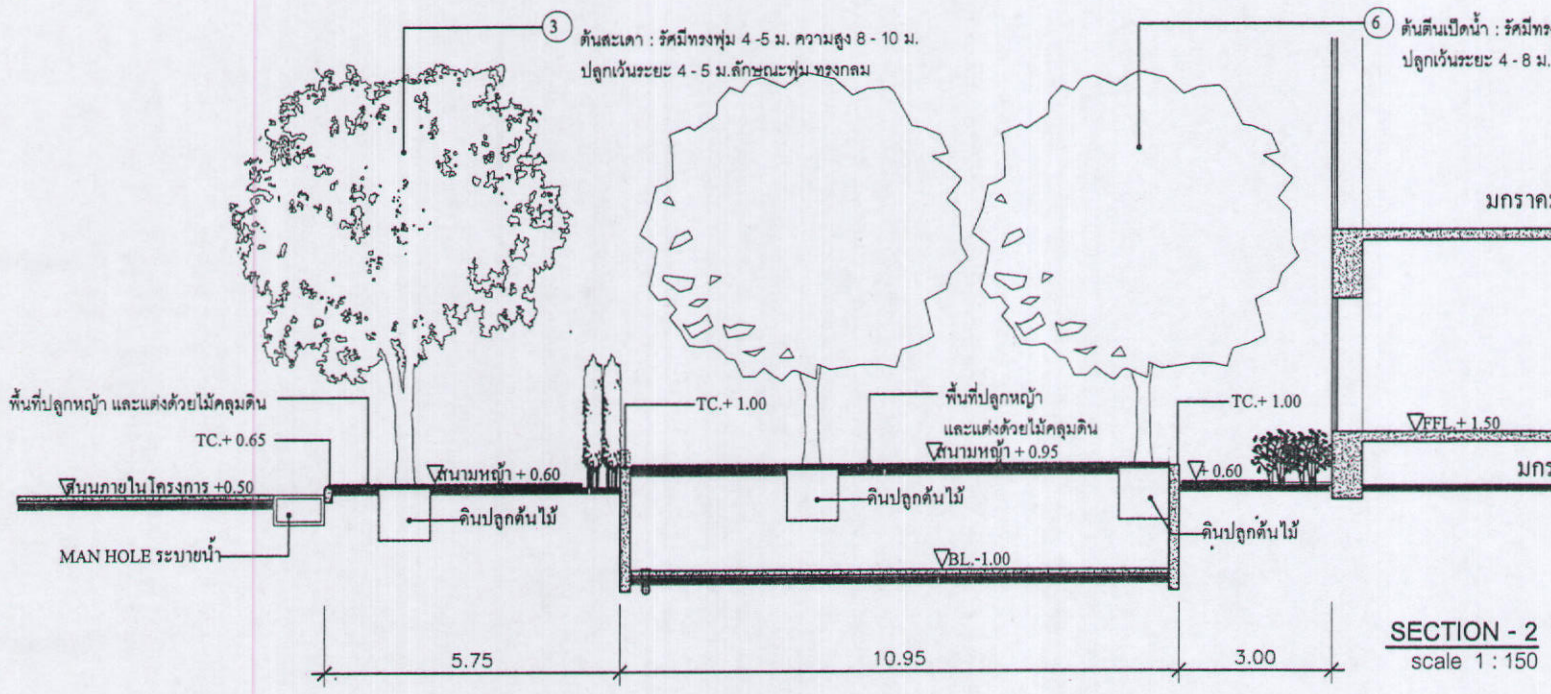 3
ต้นสะเดา : รัศมีทรงพุ่ม 4 -5 ม. ความสูง 8 - 10 ม.
ปลูกเว้นระยะ 4 - 5 ม.ลักษณะพุ่ม ทรงกลม
6
ต้นตีนเป็ดน้ำ : รัศมีทร
ปลูกเว้นระยะ 4 - 8 ม.
มกราค
พื้นที่ปลูกหญ้า และแต่งด้วยไม้คลุมดิน
TC.+ 0.65
ถนนภายในโครงการ +0.50
MAN HOLE ระบายน้ำ
สนามหญ้า + 0.60
ดินปลูกต้นไม้
TC.+ 1.00
พื้นที่ปลูกหญ้า
และแต่งด้วยไม้คลุมดิน
สนามหญ้า + 0.95
ดินปลูกต้นไม้
BL.-1.00
TC.+ 1.00
+ 0.60
ดินปลูกต้นไม้
FFL.+ 1.50
มกร
5.75
10.95
3.00
SECTION - 2
scale 1 : 150